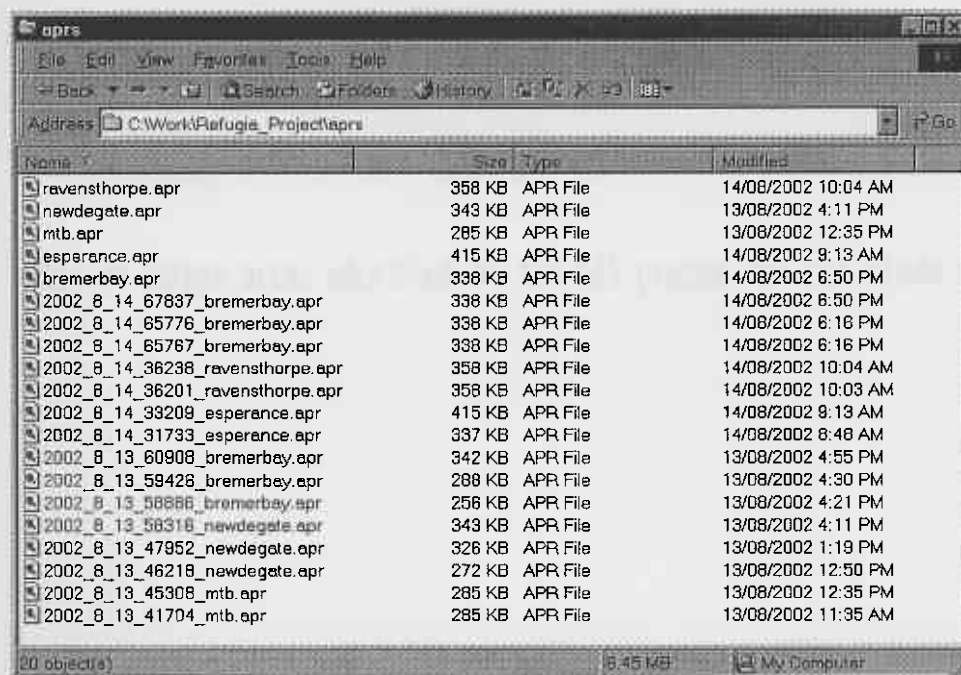 aprs
File Edit View Favorites Tools Help
Back Search Folders History
Address C:\Work\Refugia_Project\aprs Go
Name Size Type Modified
ravensthorpe.apr 358 KB APR File 14/08/2002 10:04 AM
newdegate.apr 343 KB APR File 13/08/2002 4:11 PM
mtb.apr 285 KB APR File 13/08/2002 12:35 PM
esperance.apr 415 KB APR File 14/08/2002 9:13 AM
bremerbay.apr 338 KB APR File 14/08/2002 6:50 PM
2002_8_14_67837_bremerbay.apr 338 KB APR File 14/08/2002 6:50 PM
2002_8_14_65776_bremerbay.apr 338 KB APR File 14/08/2002 6:16 PM
2002_8_14_65767_bremerbay.apr 338 KB APR File 14/08/2002 6:16 PM
2002_8_14_36238_ravensthorpe.apr 358 KB APR File 14/08/2002 10:04 AM
2002_8_14_36201_ravensthorpe.apr 358 KB APR File 14/08/2002 10:03 AM
2002_8_14_33209_esperance.apr 415 KB APR File 14/08/2002 9:13 AM
2002_8_14_31733_esperance.apr 337 KB APR File 14/08/2002 8:48 AM
2002_8_13_60908_bremerbay.apr 342 KB APR File 13/08/2002 4:55 PM
2002_8_13_59426_bremerbay.apr 288 KB APR File 13/08/2002 4:30 PM
2002_8_13_58886_bremerbay.apr 256 KB APR File 13/08/2002 4:21 PM
2002_8_13_58316_newdegate.apr 343 KB APR File 13/08/2002 4:11 PM
2002_8_13_47952_newdegate.apr 326 KB APR File 13/08/2002 1:19 PM
2002_8_13_46218_newdegate.apr 272 KB APR File 13/08/2002 12:50 PM
2002_8_13_45308_mtb.apr 285 KB APR File 13/08/2002 12:35 PM
2002_8_13_41704_mtb.apr 285 KB APR File 13/08/2002 11:35 AM
20 object(s) 6.45 MB My Computer